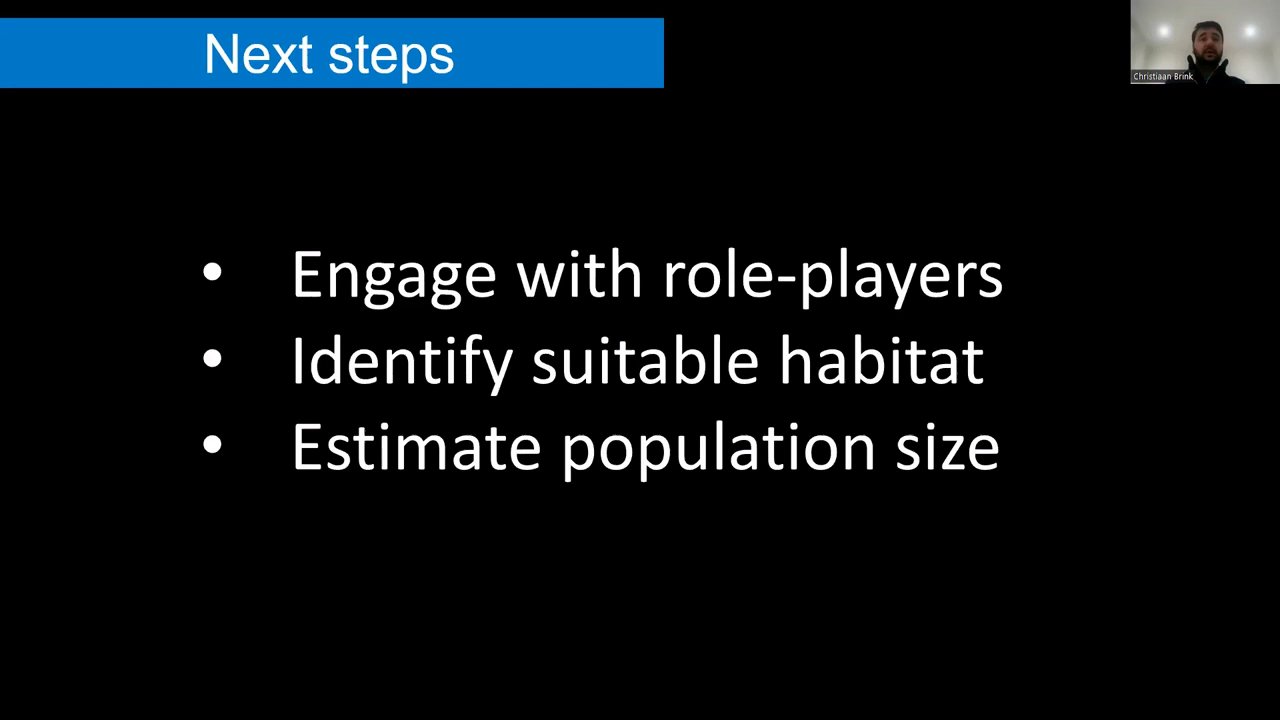 Next steps
Christiaan Brink
• Engage with role-players
• Identify suitable habitat
• Estimate population size